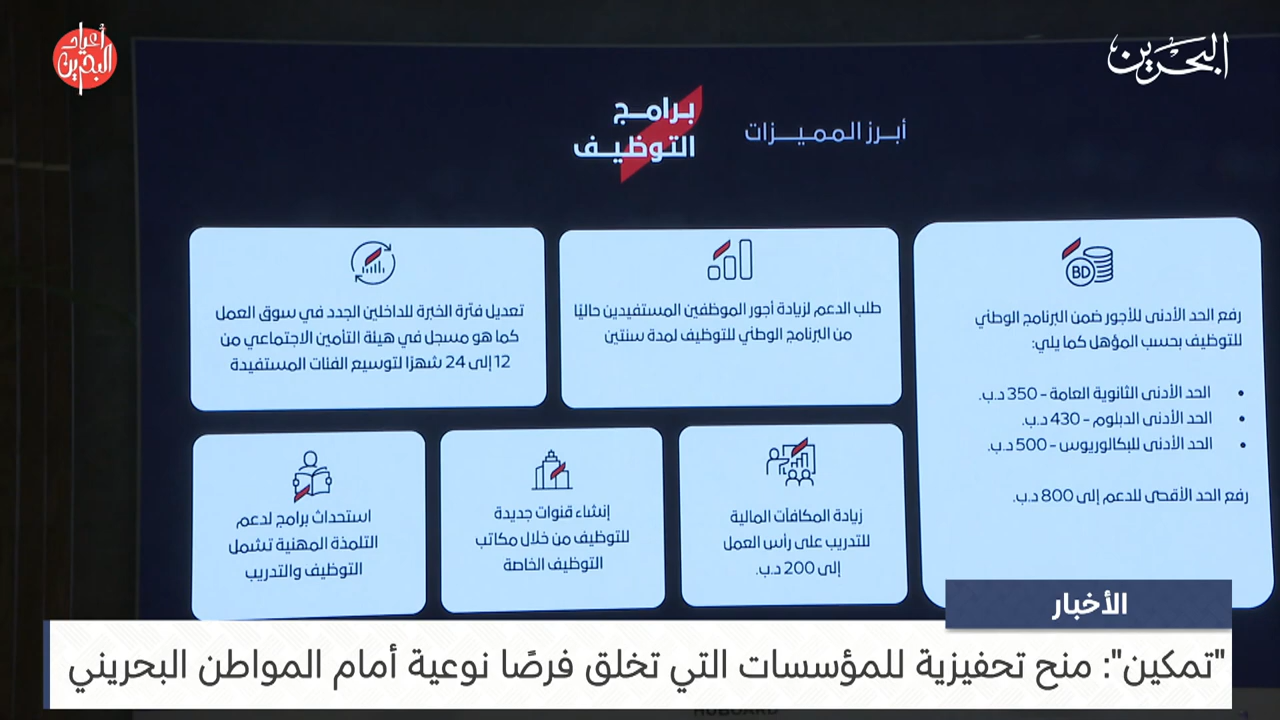 أعياد
البحرين
البحرين
أبرز المميزات
برامج
التوظيف
BD
رفع الحد الأدنى للأجور ضمن البرنامج الوطني
للتوظيف بحسب المؤهل كما يلي:
• الحد الأدنى الثانوية العامة - 350 د.ب.
• الحد الأدنى الدبلوم - 430 د.ب.
• الحد الأدنى للبكالوريوس - 500 د.ب.
رفع الحد الأقصى للدعم إلى 800 د.ب.
طلب الدعم لزيادة أجور الموظفين المستفيدين حاليًا
من البرنامج الوطني للتوظيف لمدة سنتين
تعديل فترة الخبرة للداخلين الجدد في سوق العمل
كما هو مسجل في هيئة التأمين الاجتماعي من
12 إلى 24 شهرًا لتوسيع الفئات المستفيدة
زيادة المكافآت المالية
للتدريب على رأس العمل
إلى 200 د.ب.
إنشاء قنوات جديدة
للتوظيف من خلال مكاتب
التوظيف الخاصة
استحداث برامج لدعم
التلمذة المهنية تشمل
التوظيف والتدريب
الأخبار
"تمكين": منح تحفيزية للمؤسسات التي تخلق فرصًا نوعية أمام المواطن البحريني